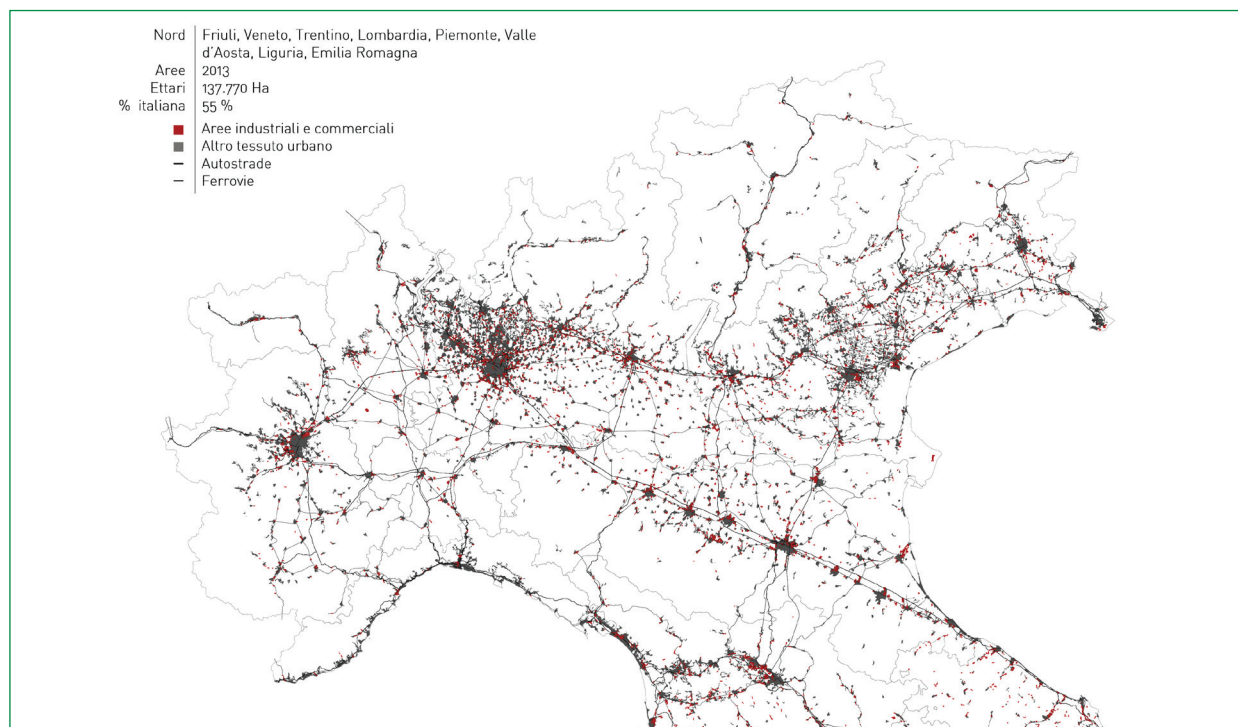 Nord Friuli, Veneto, Trentino, Lombardia, Piemonte, Valle
d'Aosta, Liguria, Emilia Romagna
Aree 2013
Ettari 137.770 Ha
% italiana 55 %
Aree industriali e commerciali
Altro tessuto urbano
Autostrade
Ferrovie